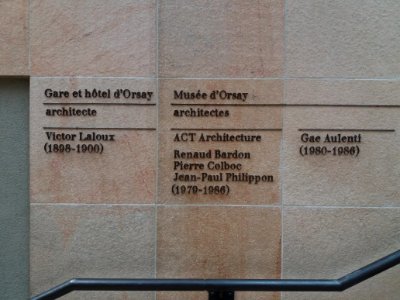 Gare et hôtel d'Orsay
architecte
Victor Laloux
(1898-1900)
Musée d'Orsay
architectes
ACT Architecture
Renaud Bardon
Pierre Colboc
Jean-Paul Philippon
(1979-1986)
Gae Aulenti
(1980-1986)